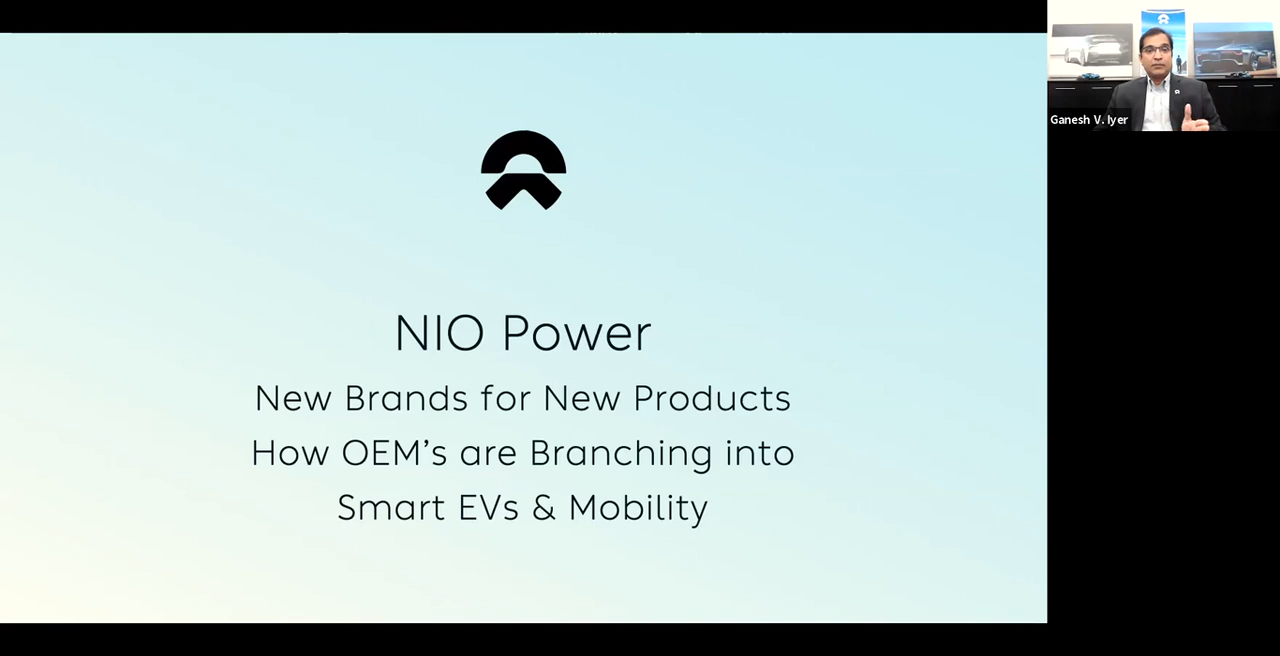 NIO Power
New Brands for New Products
How OEM’s are Branching into
Smart EVs & Mobility
Ganesh V. Iyer